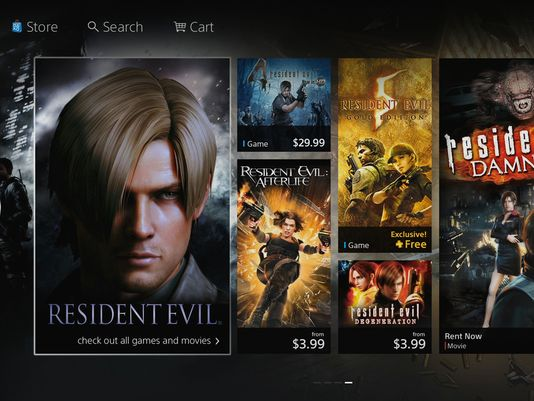 Store
Search
Cart
RESIDENT EVIL
check out all games and movies >
resident evil 4
Game
$29.99
RESIDENT EVIL:
AFTERLIFE
from
$3.99
RESIDENT EVIL 5
GOLD EDITION
Exclusive!
Game
Free
resident evil
DEGENERATION
from
$3.99
reside
DAMN
Rent Now
Movie